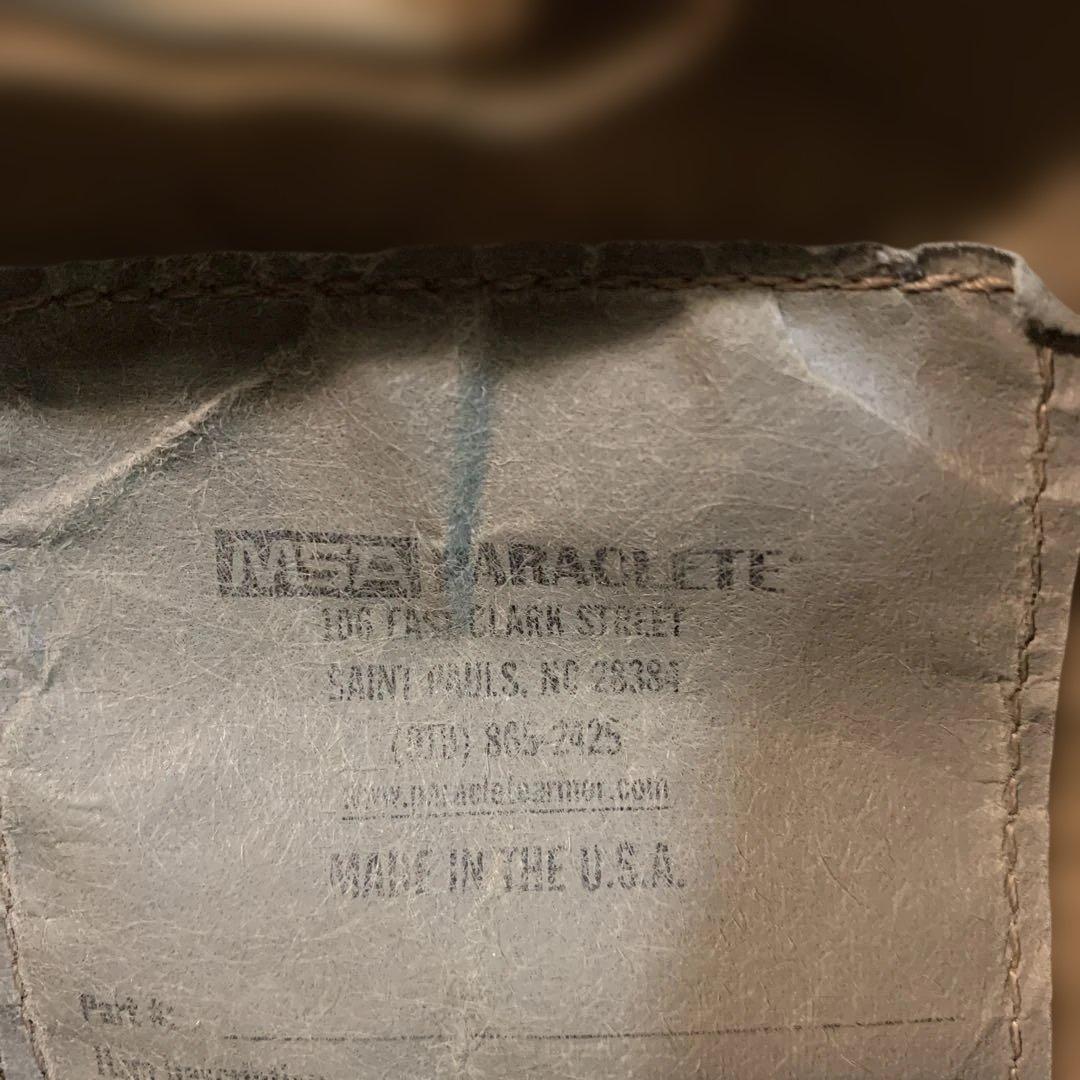 MSA PARACLETE
106 EAST CLARK STREET
SAINT PAULS, NC 28384
(910) 865-2425
www.paracletearmor.com
MADE IN THE U.S.A.
Part #: